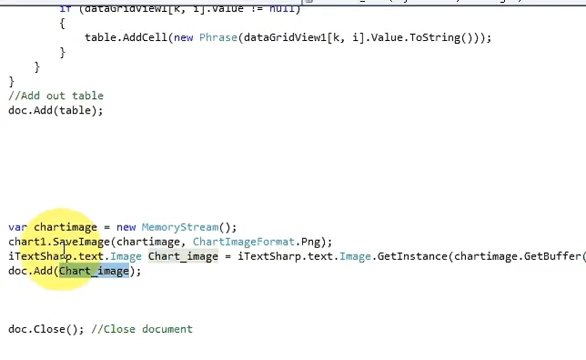 if (dataGridView1[k, i].Value != null)
{
table.AddCell(new Phrase(dataGridView1[k, i].Value.ToString()));
}
}
}
//Add out table
doc.Add(table);
var chartimage = new MemoryStream();
chart1.SaveImage(chartimage, ChartImageFormat.Png);
iTextSharp.text.Image Chart_image = iTextSharp.text.Image.GetInstance(chartimage.GetBuffer(
doc.Add(Chart_image);
doc.Close(); //Close document